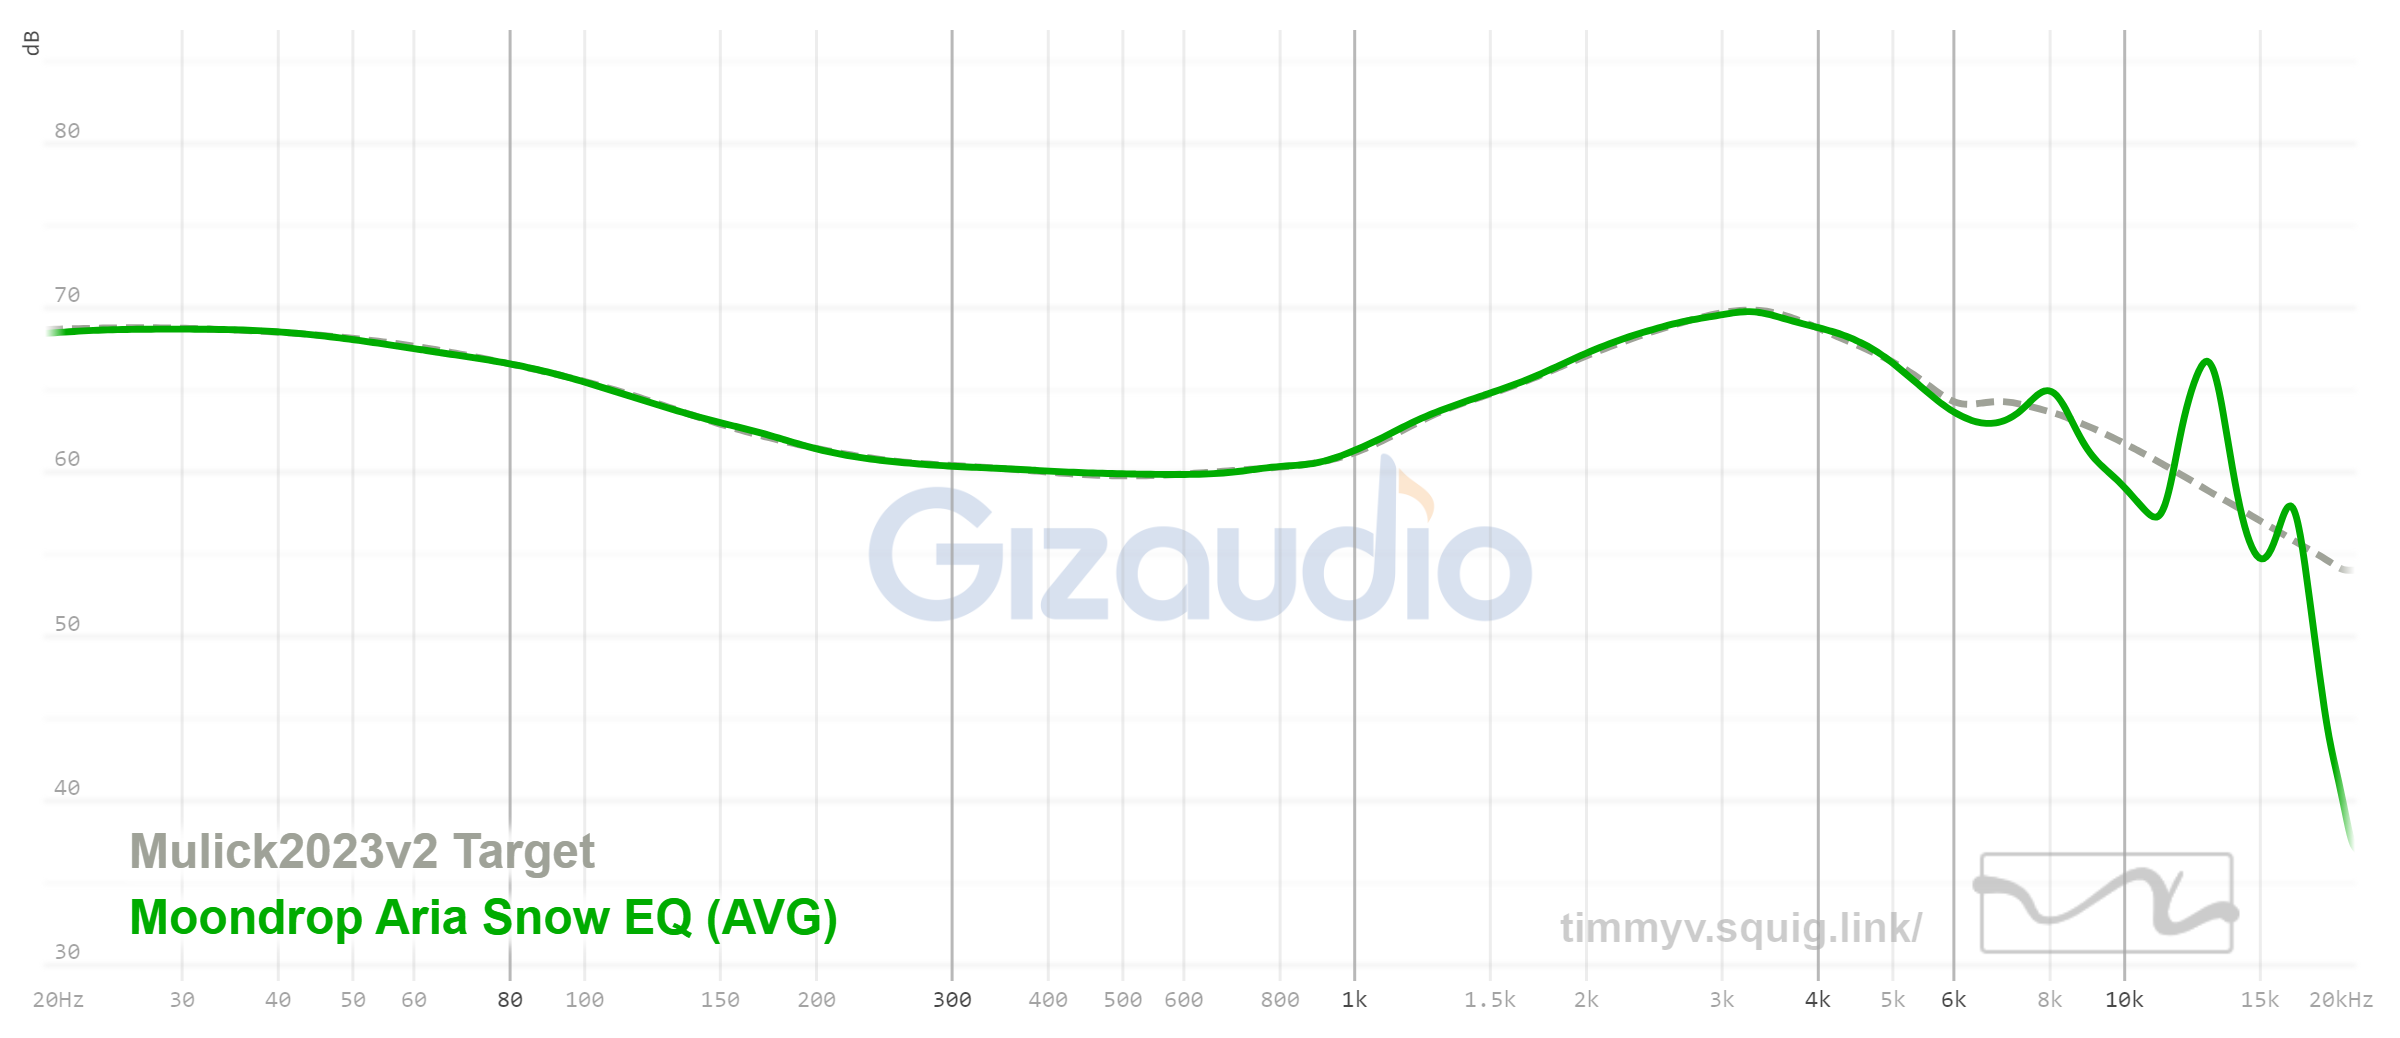 dB
80
70
60
50
40
30
Gizaudio
Mulick2023v2 Target
Moondrop Aria Snow EQ (AVG)
timmyv.squig.link/
20Hz 30 40 50 60 80 100 150 200 300 400 500 600 800 1k 1.5k 2k 3k 4k 5k 6k 8k 10k 15k 20kHz